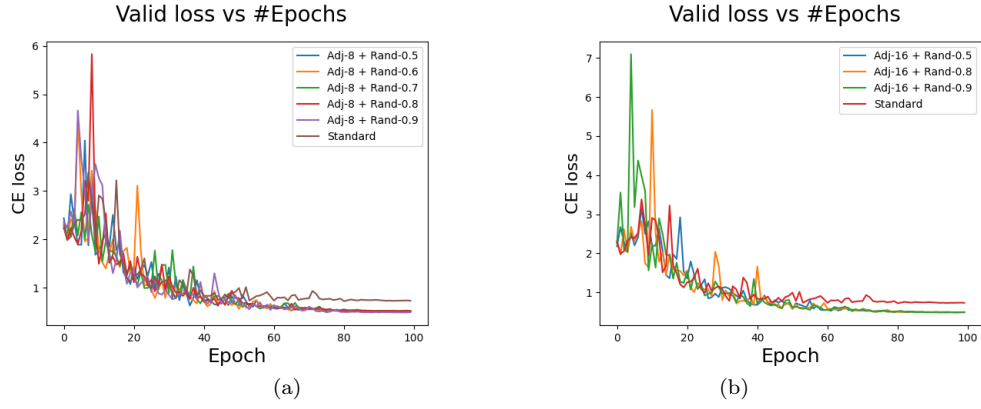 Valid loss vs #Epochs
6
5
4
3
2
1
CE loss
0
20
40
60
80
100
Epoch
Adj-8 + Rand-0.5
Adj-8 + Rand-0.6
Adj-8 + Rand-0.7
Adj-8 + Rand-0.8
Adj-8 + Rand-0.9
Standard
(a)
Valid loss vs #Epochs
7
6
5
4
3
2
1
CE loss
0
20
40
60
80
100
Epoch
Adj-16 + Rand-0.5
Adj-16 + Rand-0.8
Adj-16 + Rand-0.9
Standard
(b)